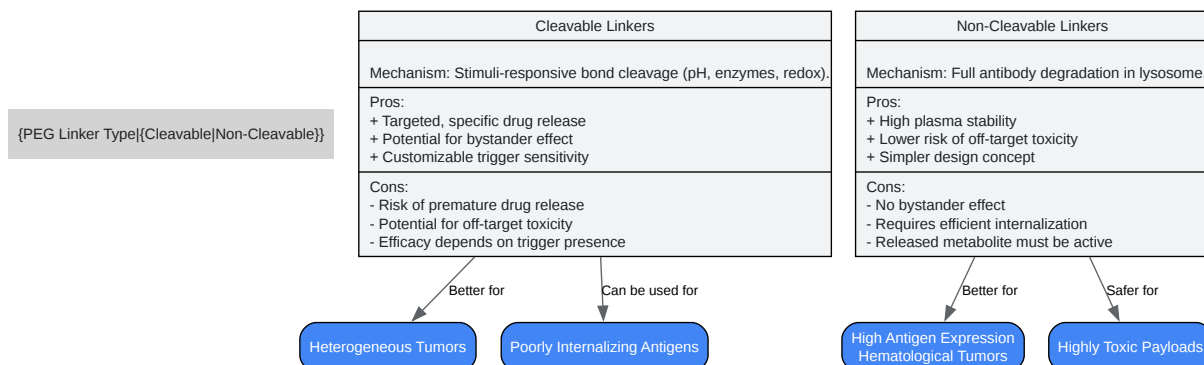 {PEG Linker Type|{Cleavable|Non-Cleavable}}
Cleavable Linkers
Mechanism: Stimuli-responsive bond cleavage (pH, enzymes, redox).
Pros:
+ Targeted, specific drug release
+ Potential for bystander effect
+ Customizable trigger sensitivity
Cons:
- Risk of premature drug release
- Potential for off-target toxicity
- Efficacy depends on trigger presence
Better for
Can be used for
Heterogeneous Tumors
Poorly Internalizing Antigens
Non-Cleavable Linkers
Mechanism: Full antibody degradation in lysosome.
Pros:
+ High plasma stability
+ Lower risk of off-target toxicity
+ Simpler design concept
Cons:
- No bystander effect
- Requires efficient internalization
- Released metabolite must be active
Better for
Safer for
High Antigen Expression
Hematological Tumors
Highly Toxic Payloads